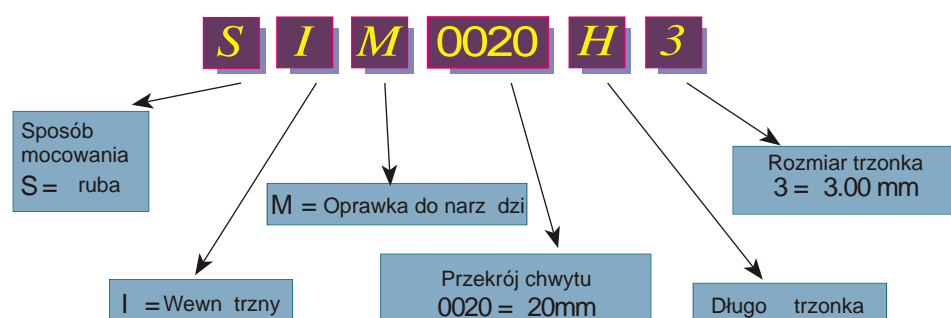 S I M 0020 H 3
Sposób
mocowania
S = ruba
Rozmiar trzonka
3 = 3.00 mm
M = Oprawka do narz dzi
I = Wewn trzny
Przekrój chwytu
0020 = 20mm
Długo trzonka